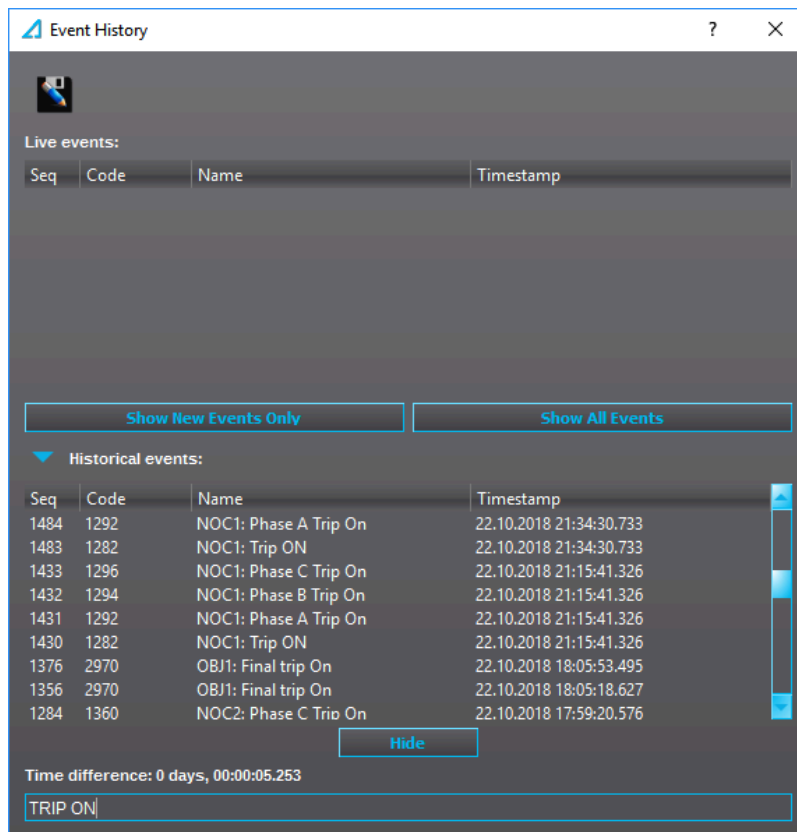 Event History ?
Live events:
Seq Code Name Timestamp
Show New Events Only Show All Events
Historical events:
Seq Code Name Timestamp
1484 1292 NOC1: Phase A Trip On 22.10.2018 21:34:30.733
1483 1282 NOC1: Trip ON 22.10.2018 21:34:30.733
1433 1296 NOC1: Phase C Trip On 22.10.2018 21:15:41.326
1432 1294 NOC1: Phase B Trip On 22.10.2018 21:15:41.326
1431 1292 NOC1: Phase A Trip On 22.10.2018 21:15:41.326
1430 1282 NOC1: Trip ON 22.10.2018 21:15:41.326
1376 2970 OBJ1: Final trip On 22.10.2018 18:05:53.495
1356 2970 OBJ1: Final trip On 22.10.2018 18:05:18.627
1284 1360 NOC2: Phase C Trip On 22.10.2018 17:59:20.576
Hide
Time difference: 0 days, 00:00:05.253
TRIP ON